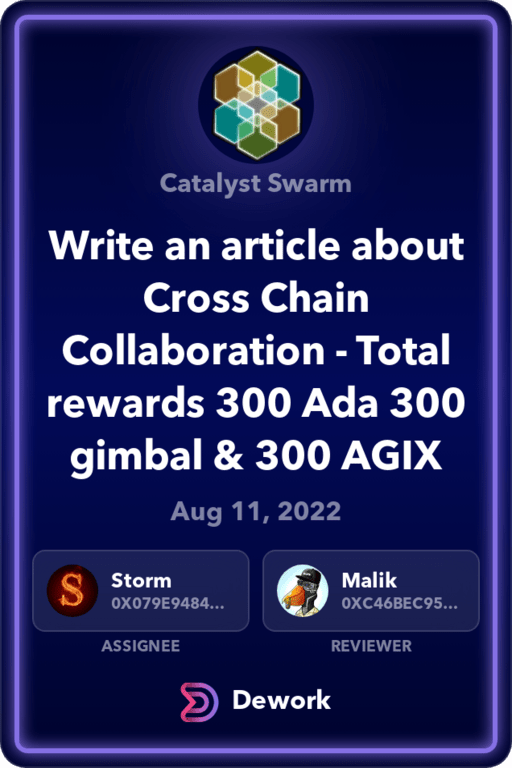 Catalyst Swarm
Write an article about
Cross Chain
Collaboration - Total
rewards 300 Ada 300
gimbal & 300 AGIX
Aug 11, 2022
S
Storm
0X079E9484...
Malik
0XC46BEC95...
ASSIGNEE
REVIEWER
Dework